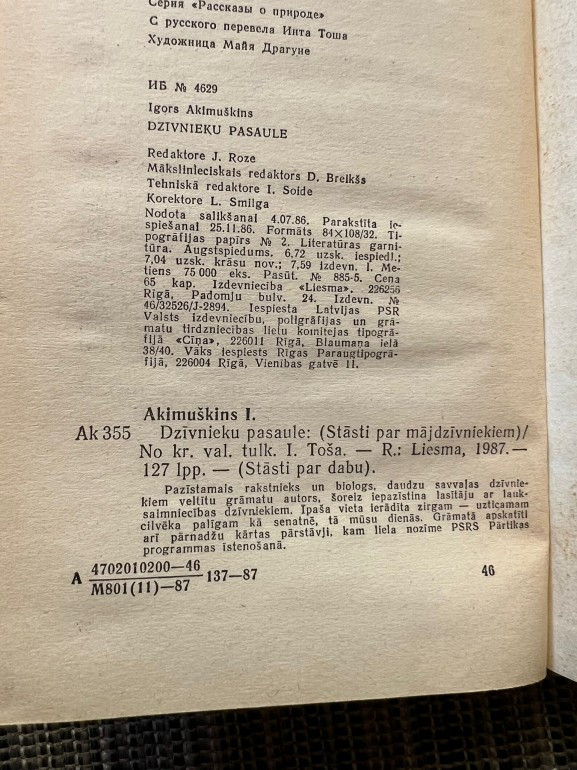 Серия «Рассказы о природе»
С русского перевела Инта Тоша
Художница Майя Драгуне
ИБ № 4629
Igors Akimuškins
DZĪVNIEKU PASAULE
Redaktore J. Roze
Mākslinieciskais redaktors D. Breikšs
Tehniskā redaktore I. Soide
Korektore L. Smilga
Nodota salikšanai 4.07.86. Parakstīta ie-
spiešanai 25.11.86. Formāts 84×108/32. Ti-
pogrāfijas papīrs № 2. Literatūras garni-
tūra. Augstspiedums. 6,72 uzsk. iespiedl.;
7,04 uzsk. krāsu nov.; 7,59 izdevn. l. Me-
tiens 75 000 eks. Pasūt. № 885-5. Cena
65 kap. Izdevniecība «Liesma», 226256
Rīgā, Padomju bulv. 24. Izdevn. №
46/32526/J-2894. Iespiesta Latvijas PSR
Valsts izdevniecību, poligrāfijas un grā-
matu tirdzniecības lietu komitejas tipogrā-
fijā «Cīņa», 226011 Rīgā, Blaumaņa ielā
38/40. Vāks iespiests Rīgas Paraugtipogrā-
fijā, 226004 Rīgā, Vienības gatvē 11.
Akimuškins I.
Ak 355 Dzīvnieku pasaule: (Stāsti par mājdzīvniekiem)/
No kr. val. tulk. I. Toša. — R.: Liesma, 1987.—
127 lpp. — (Stāsti par dabu).
Pazīstamais rakstnieks un biologs, daudzu savvaļas dzīvnie-
kiem veltītu grāmatu autors, šoreiz iepazīstina lasītāju ar lauk-
saimniecības dzīvniekiem. Īpaša vieta ierādīta zirgam — uzticamam
cilvēka palīgam kā senatnē, tā mūsu dienās. Grāmatā apskatīti
arī pārnadžu kārtas pārstāvji, kam liela nozīme PSRS Pārtikas
programmas īstenošanā.
A 4702010200—46 137—87 46
M801(11)—87